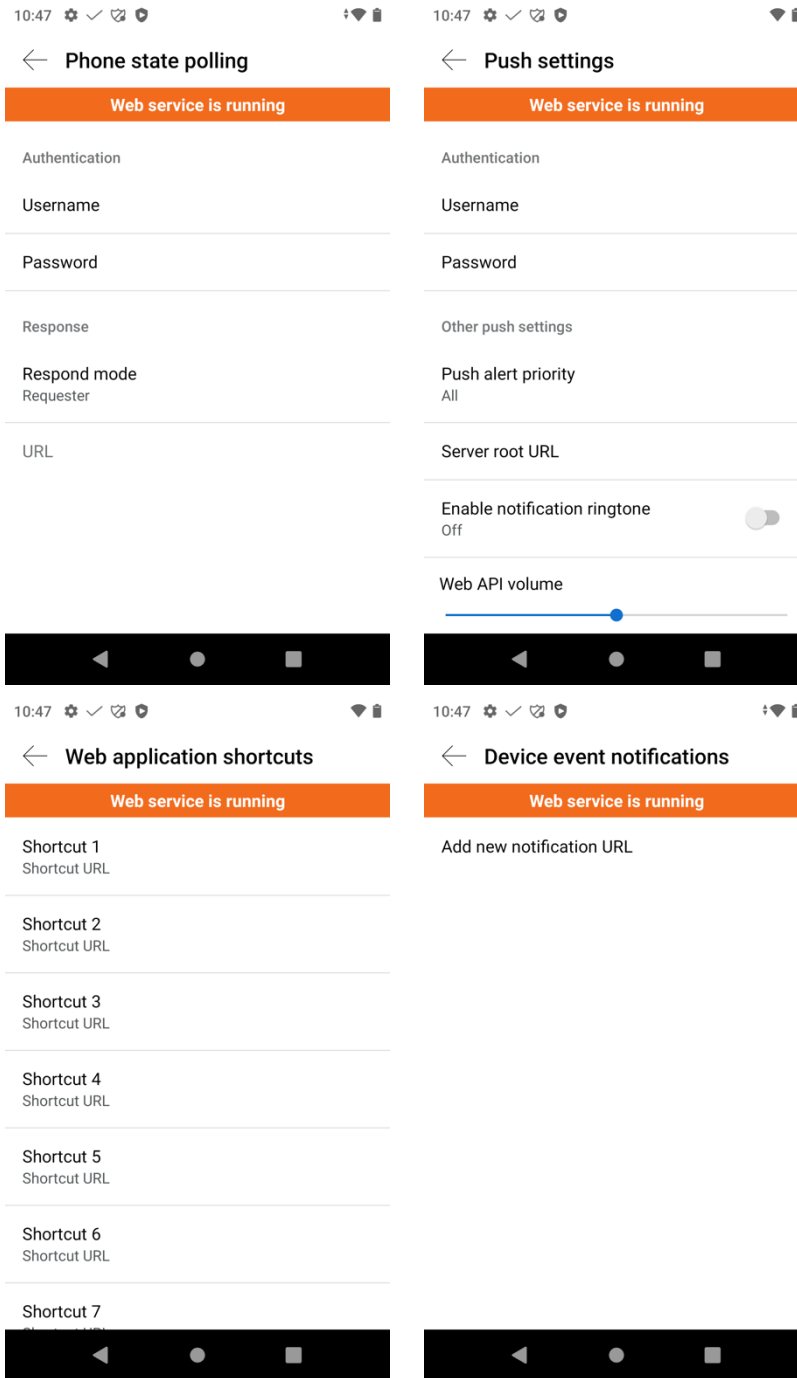 10:47
Phone state polling
Web service is running
Authentication
Username
Password
Response
Respond mode
Requester
URL
10:47
Push settings
Web service is running
Authentication
Username
Password
Other push settings
Push alert priority
All
Server root URL
Enable notification ringtone
Off
Web API volume
10:47
Web application shortcuts
Web service is running
Shortcut 1
Shortcut URL
Shortcut 2
Shortcut URL
Shortcut 3
Shortcut URL
Shortcut 4
Shortcut URL
Shortcut 5
Shortcut URL
Shortcut 6
Shortcut URL
Shortcut 7
10:47
Device event notifications
Web service is running
Add new notification URL